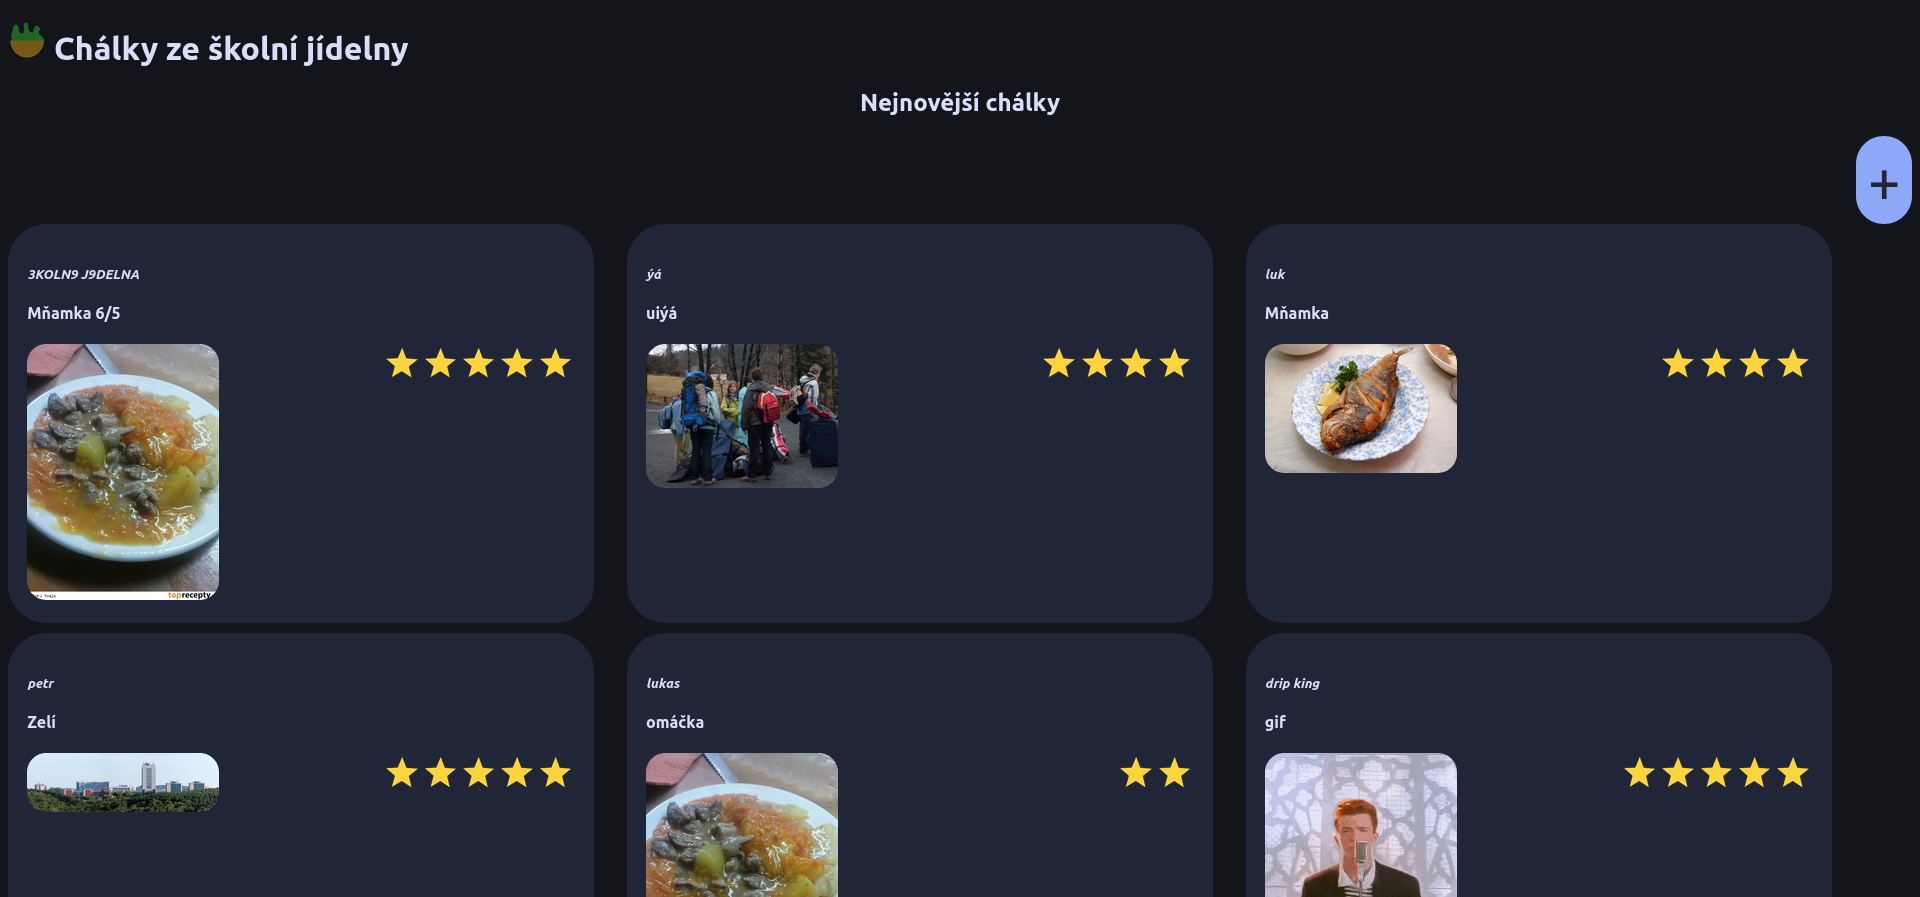 Chálky ze školní jídelny
Nejnovější chálky
+
3KOLN9 J9DELNA
Mňamka 6/5
toprecepty
ýá
uiýá
luk
Mňamka
petr
Zelí
lukas
omáčka
drip king
gif